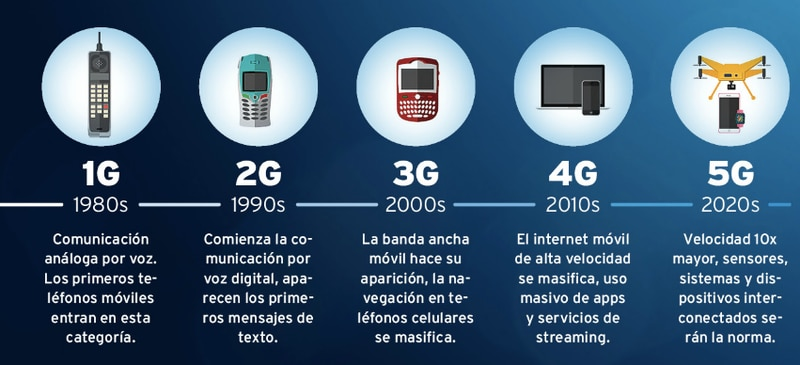 1G
1980s
Comunicación
análoga por voz.
Los primeros te-
léfonos móviles
entran en esta
categoría.
2G
1990s
Comienza la co-
municación por
voz digital, apa-
recen los prime-
ros mensajes de
texto.
3G
2000s
La banda ancha
móvil hace su
aparición, la na-
vegación en te-
léfonos celulares
se masifica.
4G
2010s
El internet móvil
de alta velocidad
se masifica, uso
masivo de apps
y servicios de
streaming.
5G
2020s
Velocidad 10x
mayor, sensores,
sistemas y dis-
positivos inter-
conectados se-
rán la norma.